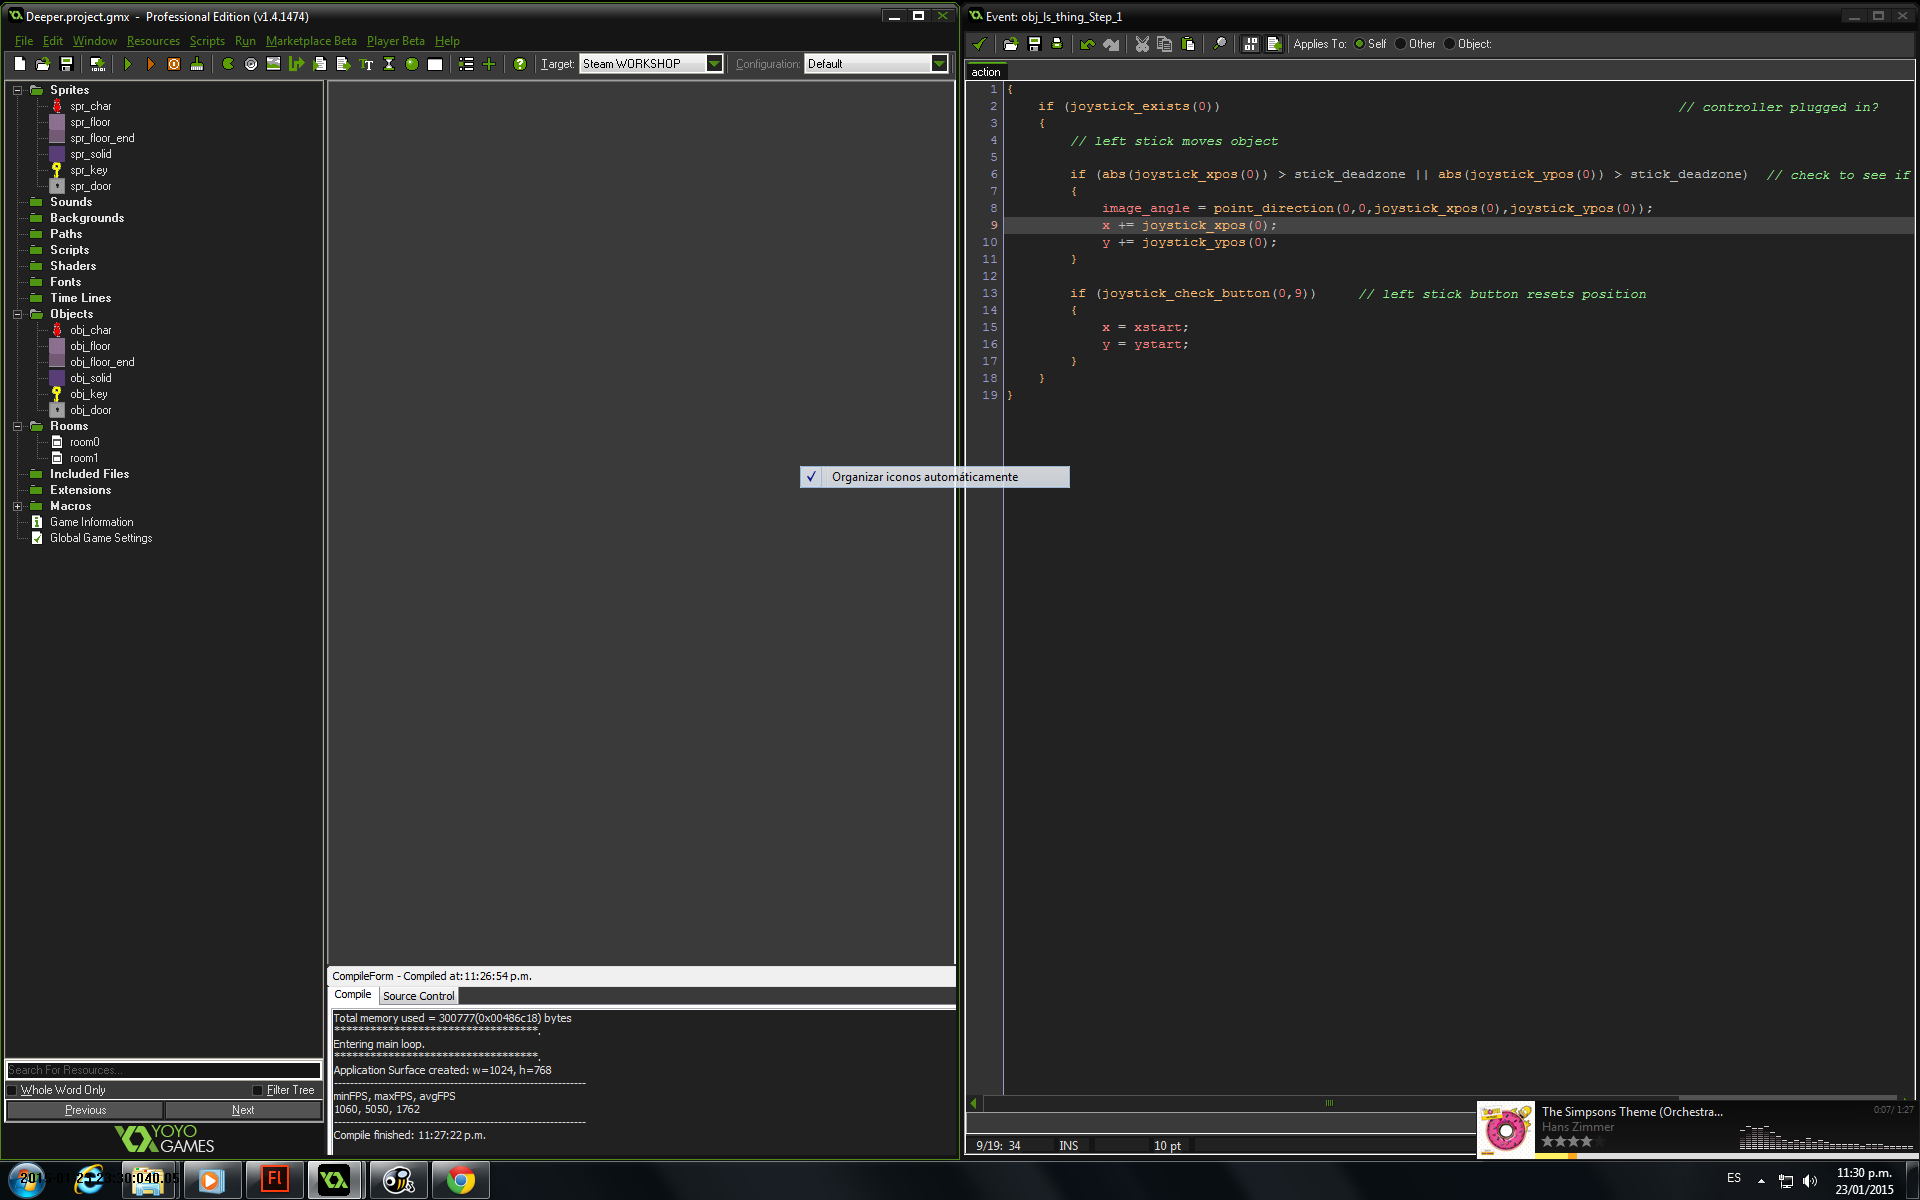 Deeper.project.gmx  -  Professional Edition (v1.4.1474)
File Edit Window Resources Scripts Run Marketplace Beta Player Beta Help
Target: Steam WORKSHOP Configuration: Default
Sprites
spr_char
spr_floor
spr_floor_end
spr_solid
spr_key
spr_door
Sounds
Backgrounds
Paths
Scripts
Shaders
Fonts
Time Lines
Objects
obj_char
obj_floor
obj_floor_end
obj_solid
obj_key
obj_door
Rooms
room0
room1
Included Files
Extensions
Macros
Game Information
Global Game Settings
Search For Resources...
Whole Word Only Filter Tree
Previous Next
YOYO
GAMES
CompileForm - Compiled at: 11:26:54 p.m.
Compile Source Control
Total memory used = 300777(0x00486c18) bytes
**********************************.
Entering main loop.
**********************************.
Application Surface created: w=1024, h=768
---------------------------------------------------------------
minFPS, maxFPS, avgFPS
1060, 5050, 1762
---------------------------------------------------------------
Compile finished: 11:27:22 p.m.
Organizar iconos automáticamente
Event: obj_ls_thing_Step_1
Applies To: Self Other Object:
action
1 {
2 if (joystick_exists(0)) // controller plugged in?
3 {
4 // left stick moves object
5
6 if (abs(joystick_xpos(0)) > stick_deadzone || abs(joystick_ypos(0)) > stick_deadzone) // check to see if
7 {
8 image_angle = point_direction(0,0,joystick_xpos(0),joystick_ypos(0));
9 x += joystick_xpos(0);
10 y += joystick_ypos(0);
11 }
12
13 if (joystick_check_button(0,9)) // left stick button resets position
14 {
15 x = xstart;
16 y = ystart;
17 }
18 }
19 }
9/19: 34 INS 10 pt
The Simpsons Theme (Orchestra... 0:07/ 1:27
Hans Zimmer
Fl
ES
11:30 p.m.
23/01/2015